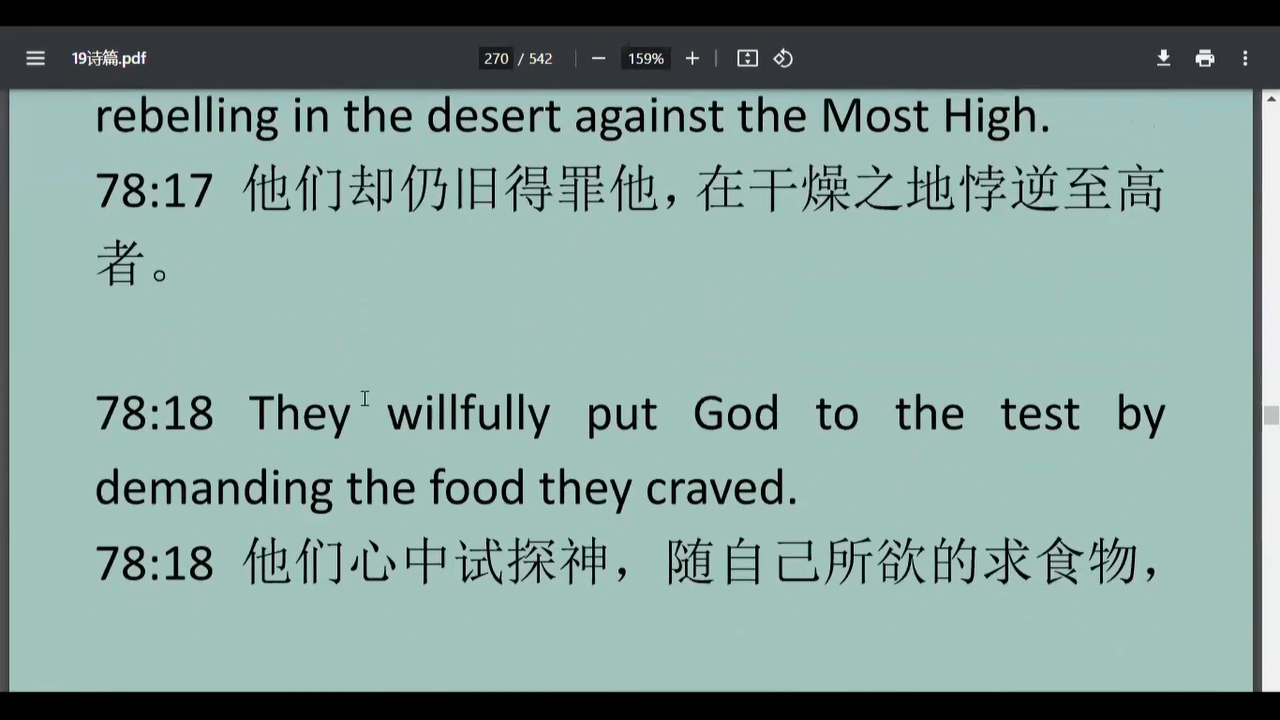 19诗篇.pdf
270 / 542
159%
rebelling in the desert against the Most High.
78:17 他们却仍旧得罪他，在干燥之地悖逆至高
者。
78:18 They willfully put God to the test by
demanding the food they craved.
78:18 他们心中试探神，随自己所欲的求食物，